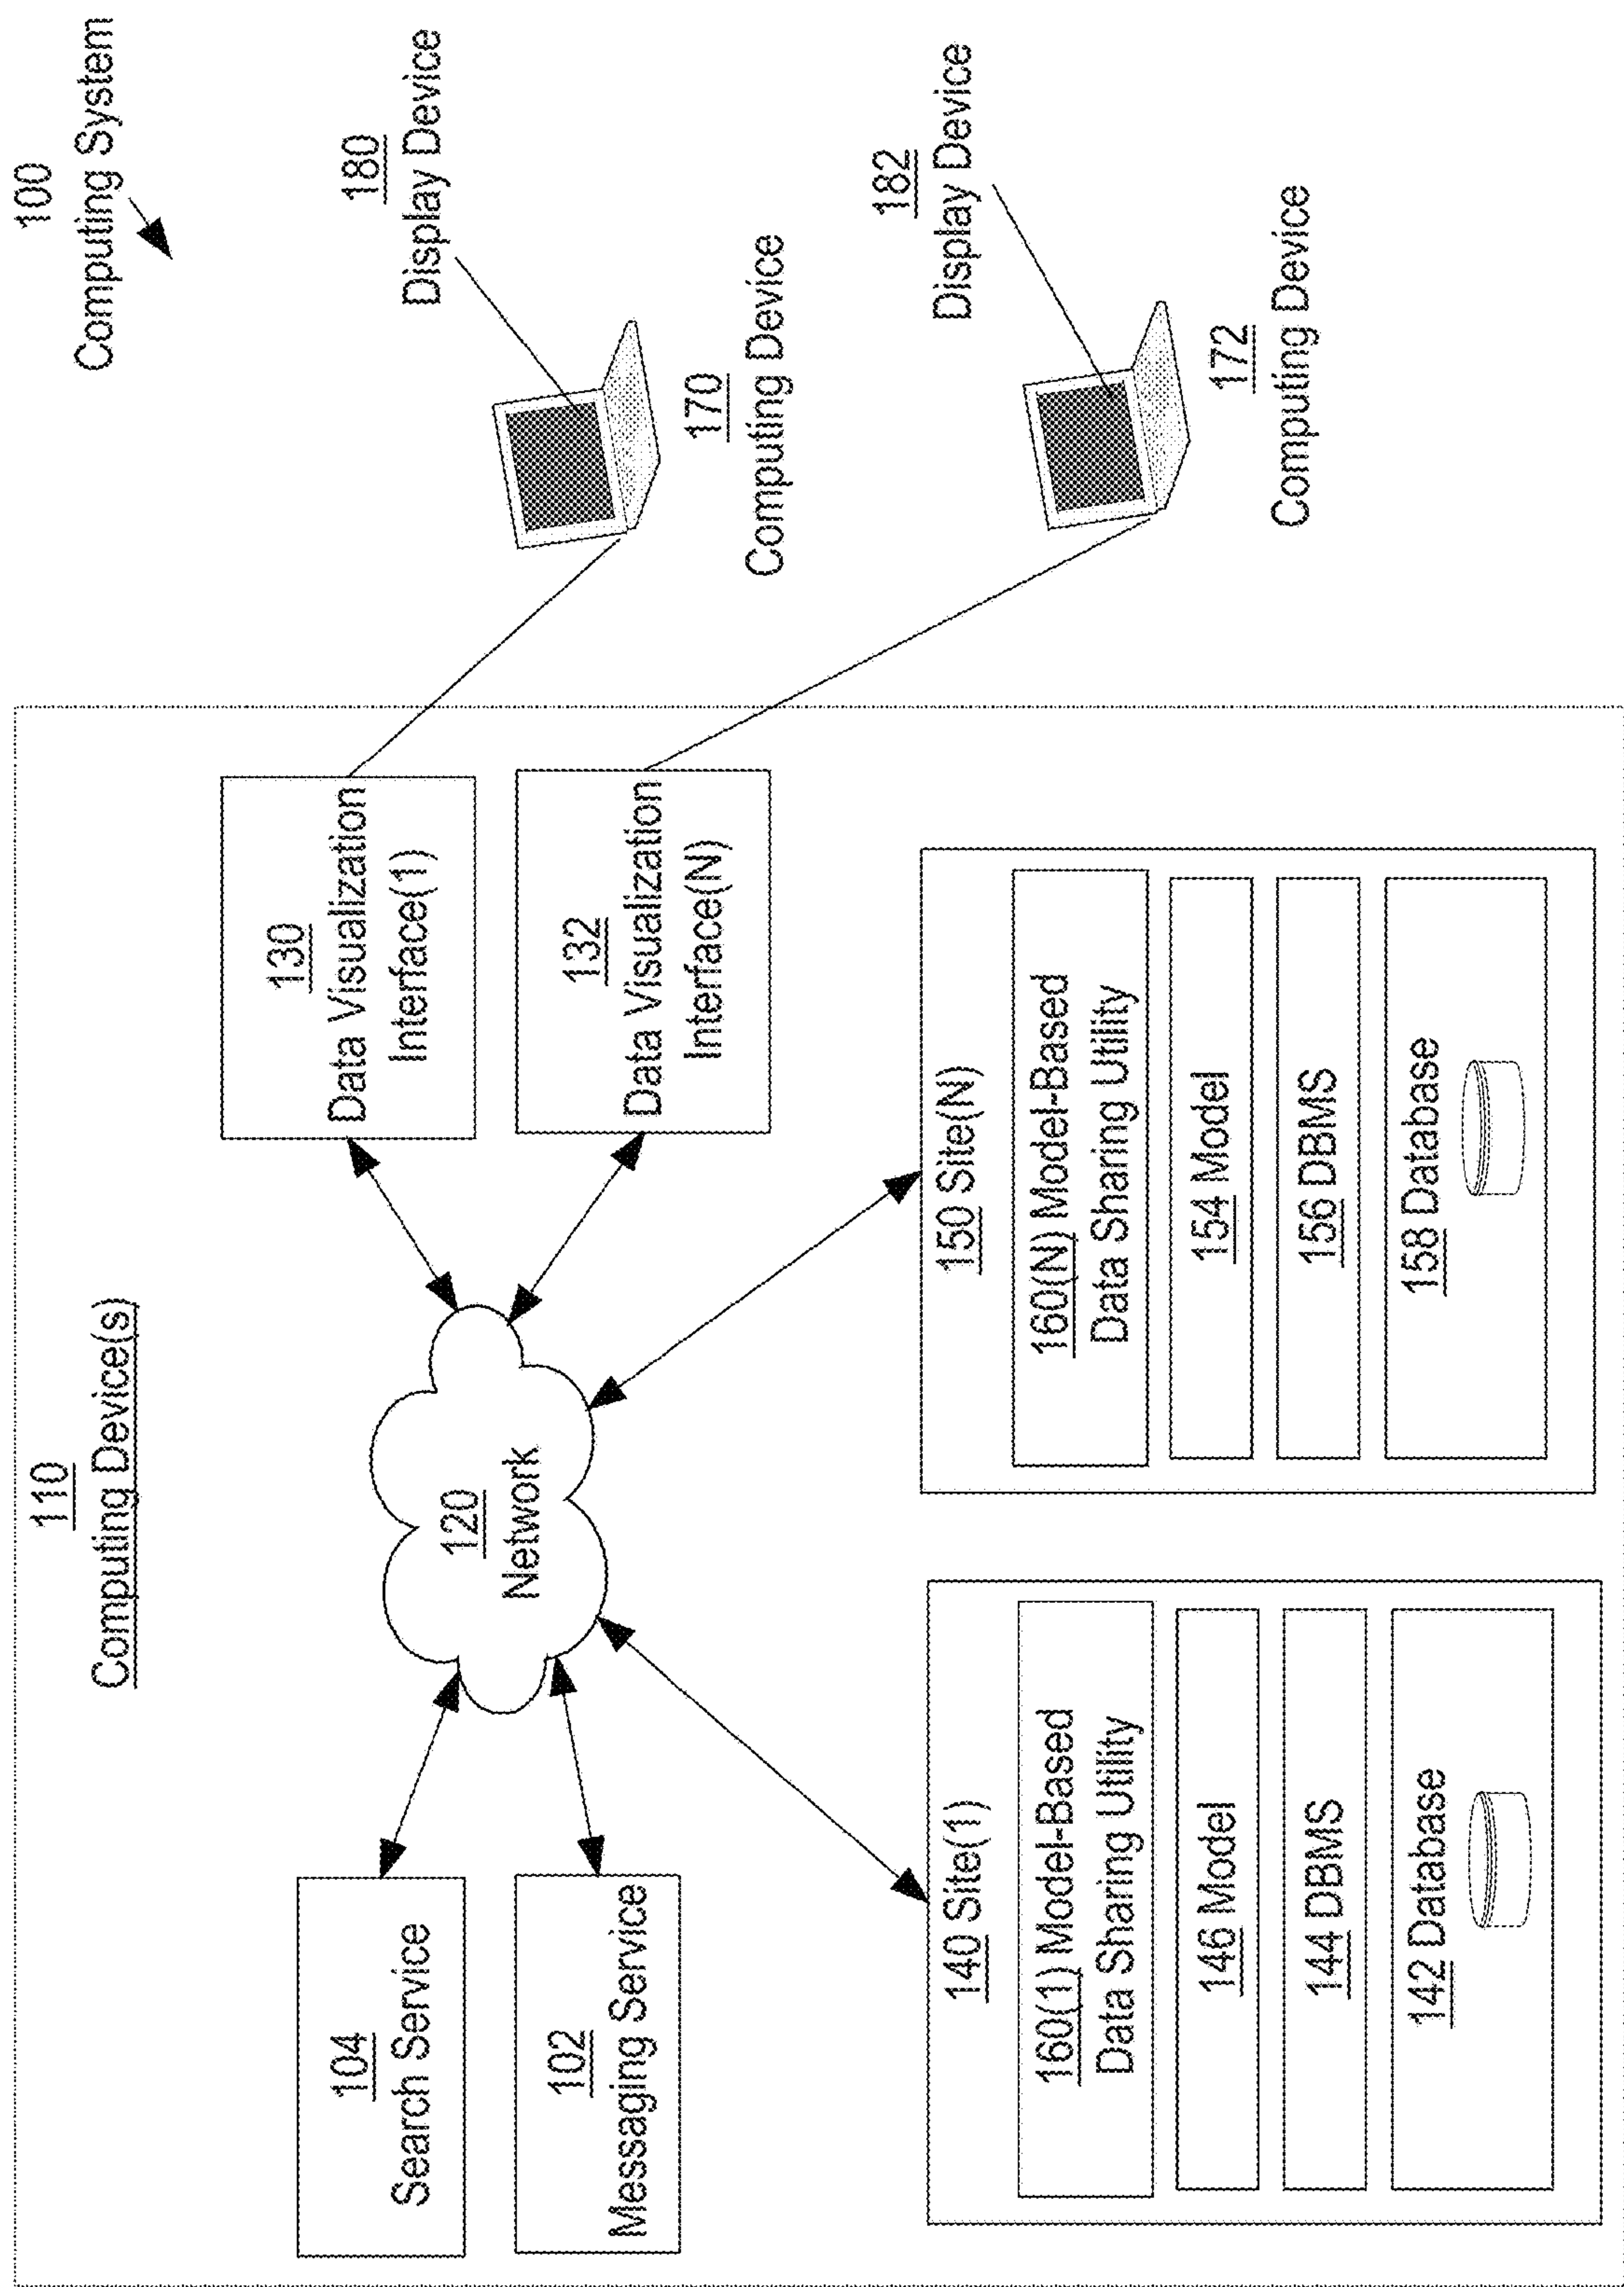 100
Computing System
110
Computing Device(s)
104
Search Service
102
Messaging Service
120
Network
130
Data Visualization
Interface(1)
132
Data Visualization
Interface(N)
180
Display Device
170
Computing Device
182
Display Device
172
Computing Device
140 Site(1)
160(1) Model-Based
Data Sharing Utility
146 Model
144 DBMS
142 Database
150 Site(N)
160(N) Model-Based
Data Sharing Utility
154 Model
156 DBMS
158 Database